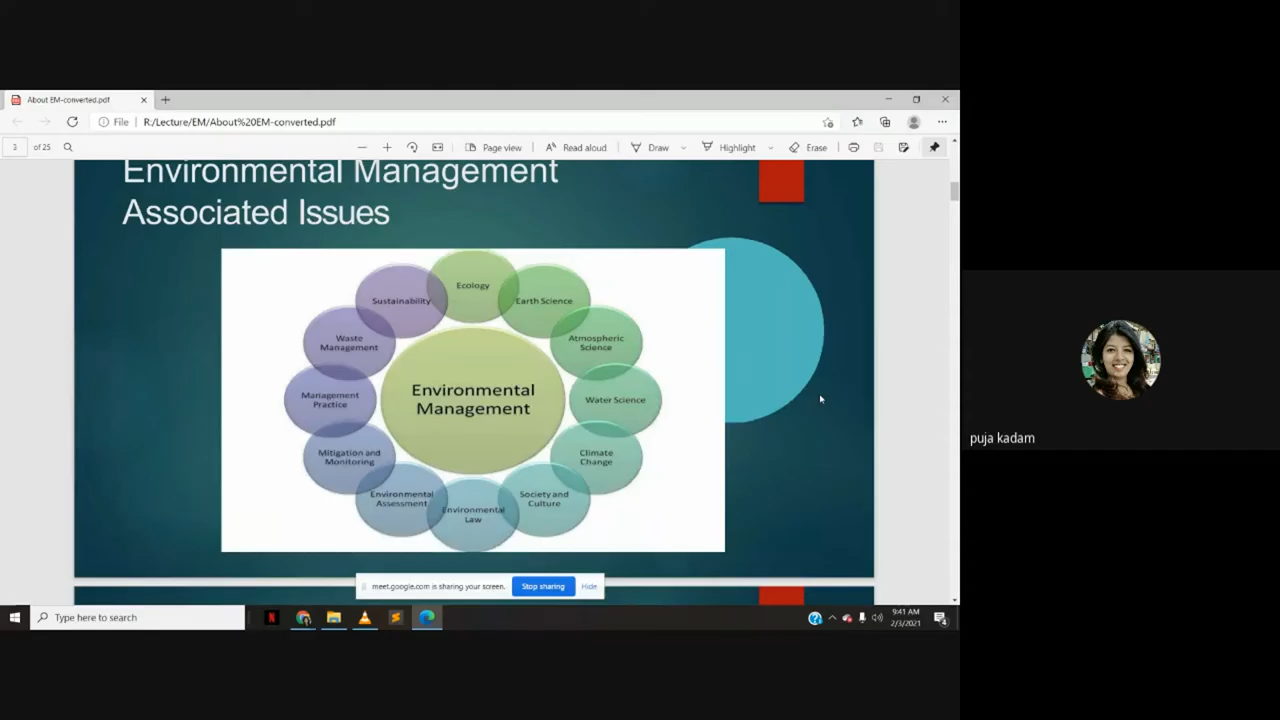 About EM-converted.pdf
File | R:/Lecture/EM/About%20EM-converted.pdf
3 of 25
Page view
Read aloud
Draw
Highlight
Erase
Environmental Management
Associated Issues
Ecology
Sustainability
Earth Science
Waste
Management
Atmospheric
Science
Environmental
Management
Management
Practice
Water Science
Mitigation and
Monitoring
Climate
Change
Environmental
Assessment
Society and
Culture
Environmental
Law
puja kadam
meet.google.com is sharing your screen.
Stop sharing
Hide
Type here to search
9:41 AM
2/3/2021
4